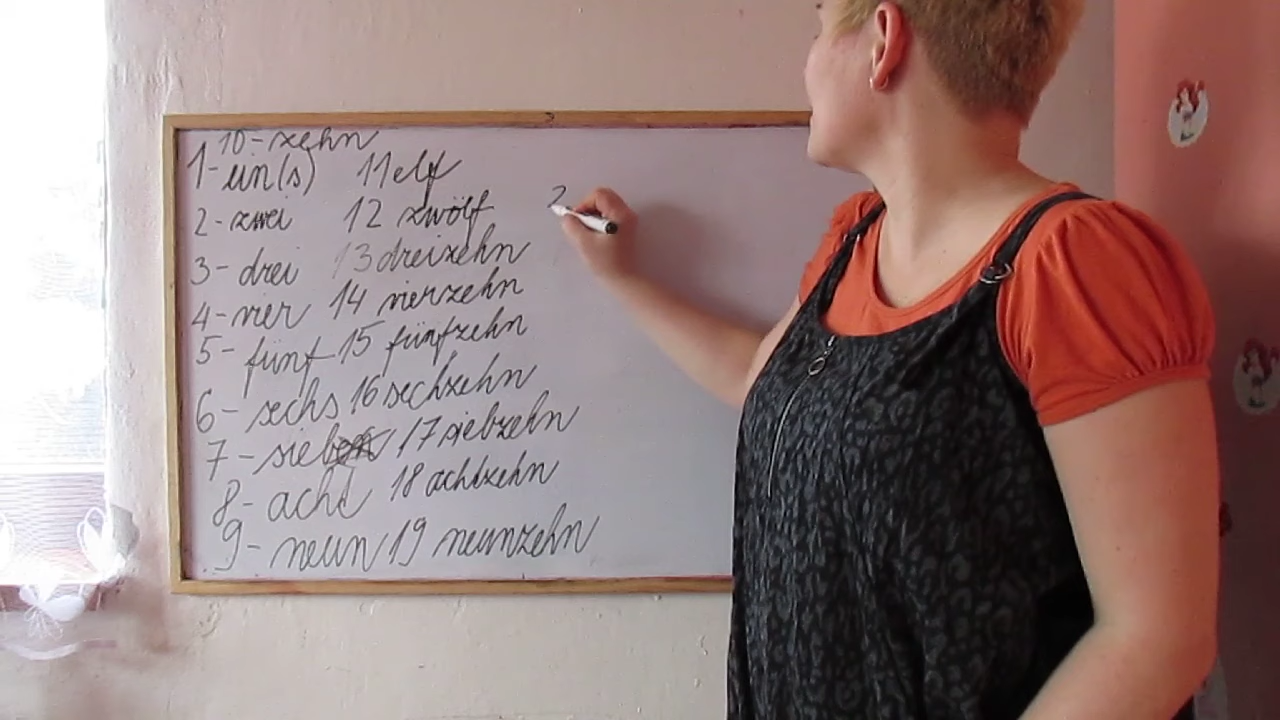 10-zehn
1-ein(s) 11 elf
2-zwei 12 zwölf
3-drei 13 dreizehn
4-vier 14 vierzehn
5-fünf 15 fünfzehn
6-sechs 16 sechzehn
7-sieben 17 siebzehn
8-acht 18 achtzehn
9-neun 19 neunzehn
2